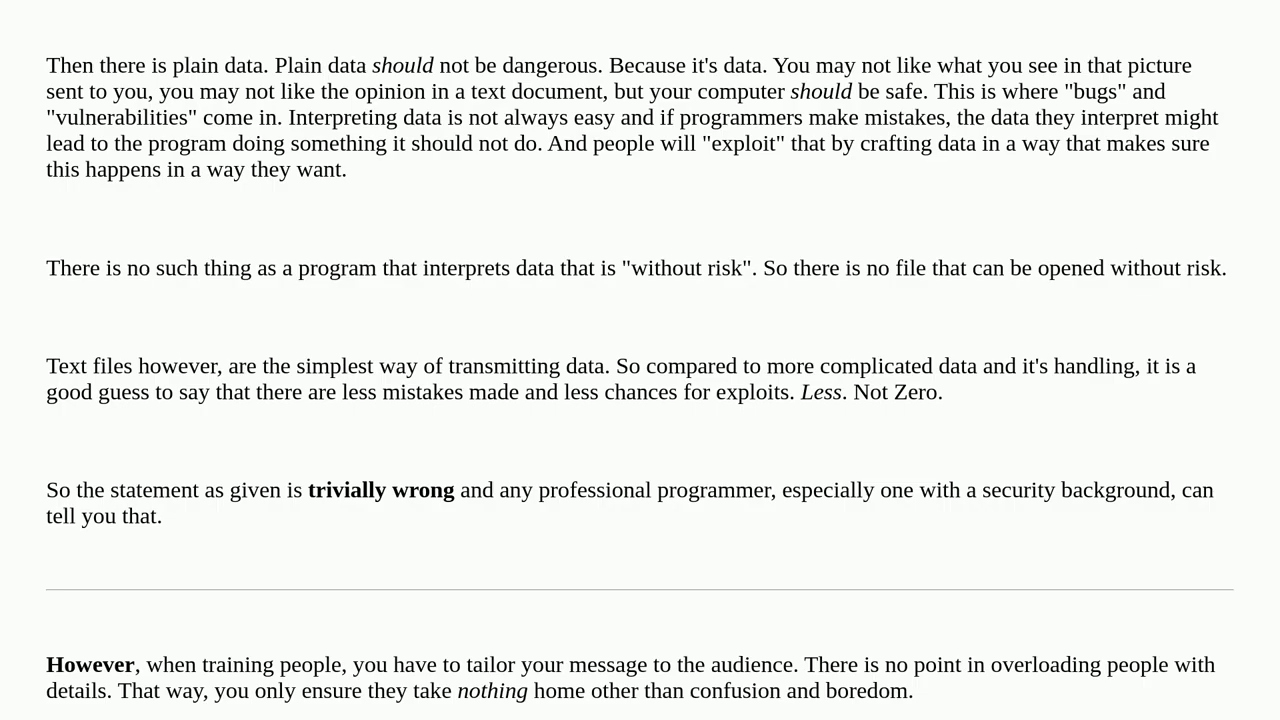 Then there is plain data. Plain data should not be dangerous. Because it's data. You may not like what you see in that picture
sent to you, you may not like the opinion in a text document, but your computer should be safe. This is where "bugs" and
"vulnerabilities" come in. Interpreting data is not always easy and if programmers make mistakes, the data they interpret might
lead to the program doing something it should not do. And people will "exploit" that by crafting data in a way that makes sure
this happens in a way they want.
There is no such thing as a program that interprets data that is "without risk". So there is no file that can be opened without risk.
Text files however, are the simplest way of transmitting data. So compared to more complicated data and it's handling, it is a
good guess to say that there are less mistakes made and less chances for exploits. Less. Not Zero.
So the statement as given is trivially wrong and any professional programmer, especially one with a security background, can
tell you that.
However, when training people, you have to tailor your message to the audience. There is no point in overloading people with
details. That way, you only ensure they take nothing home other than confusion and boredom.